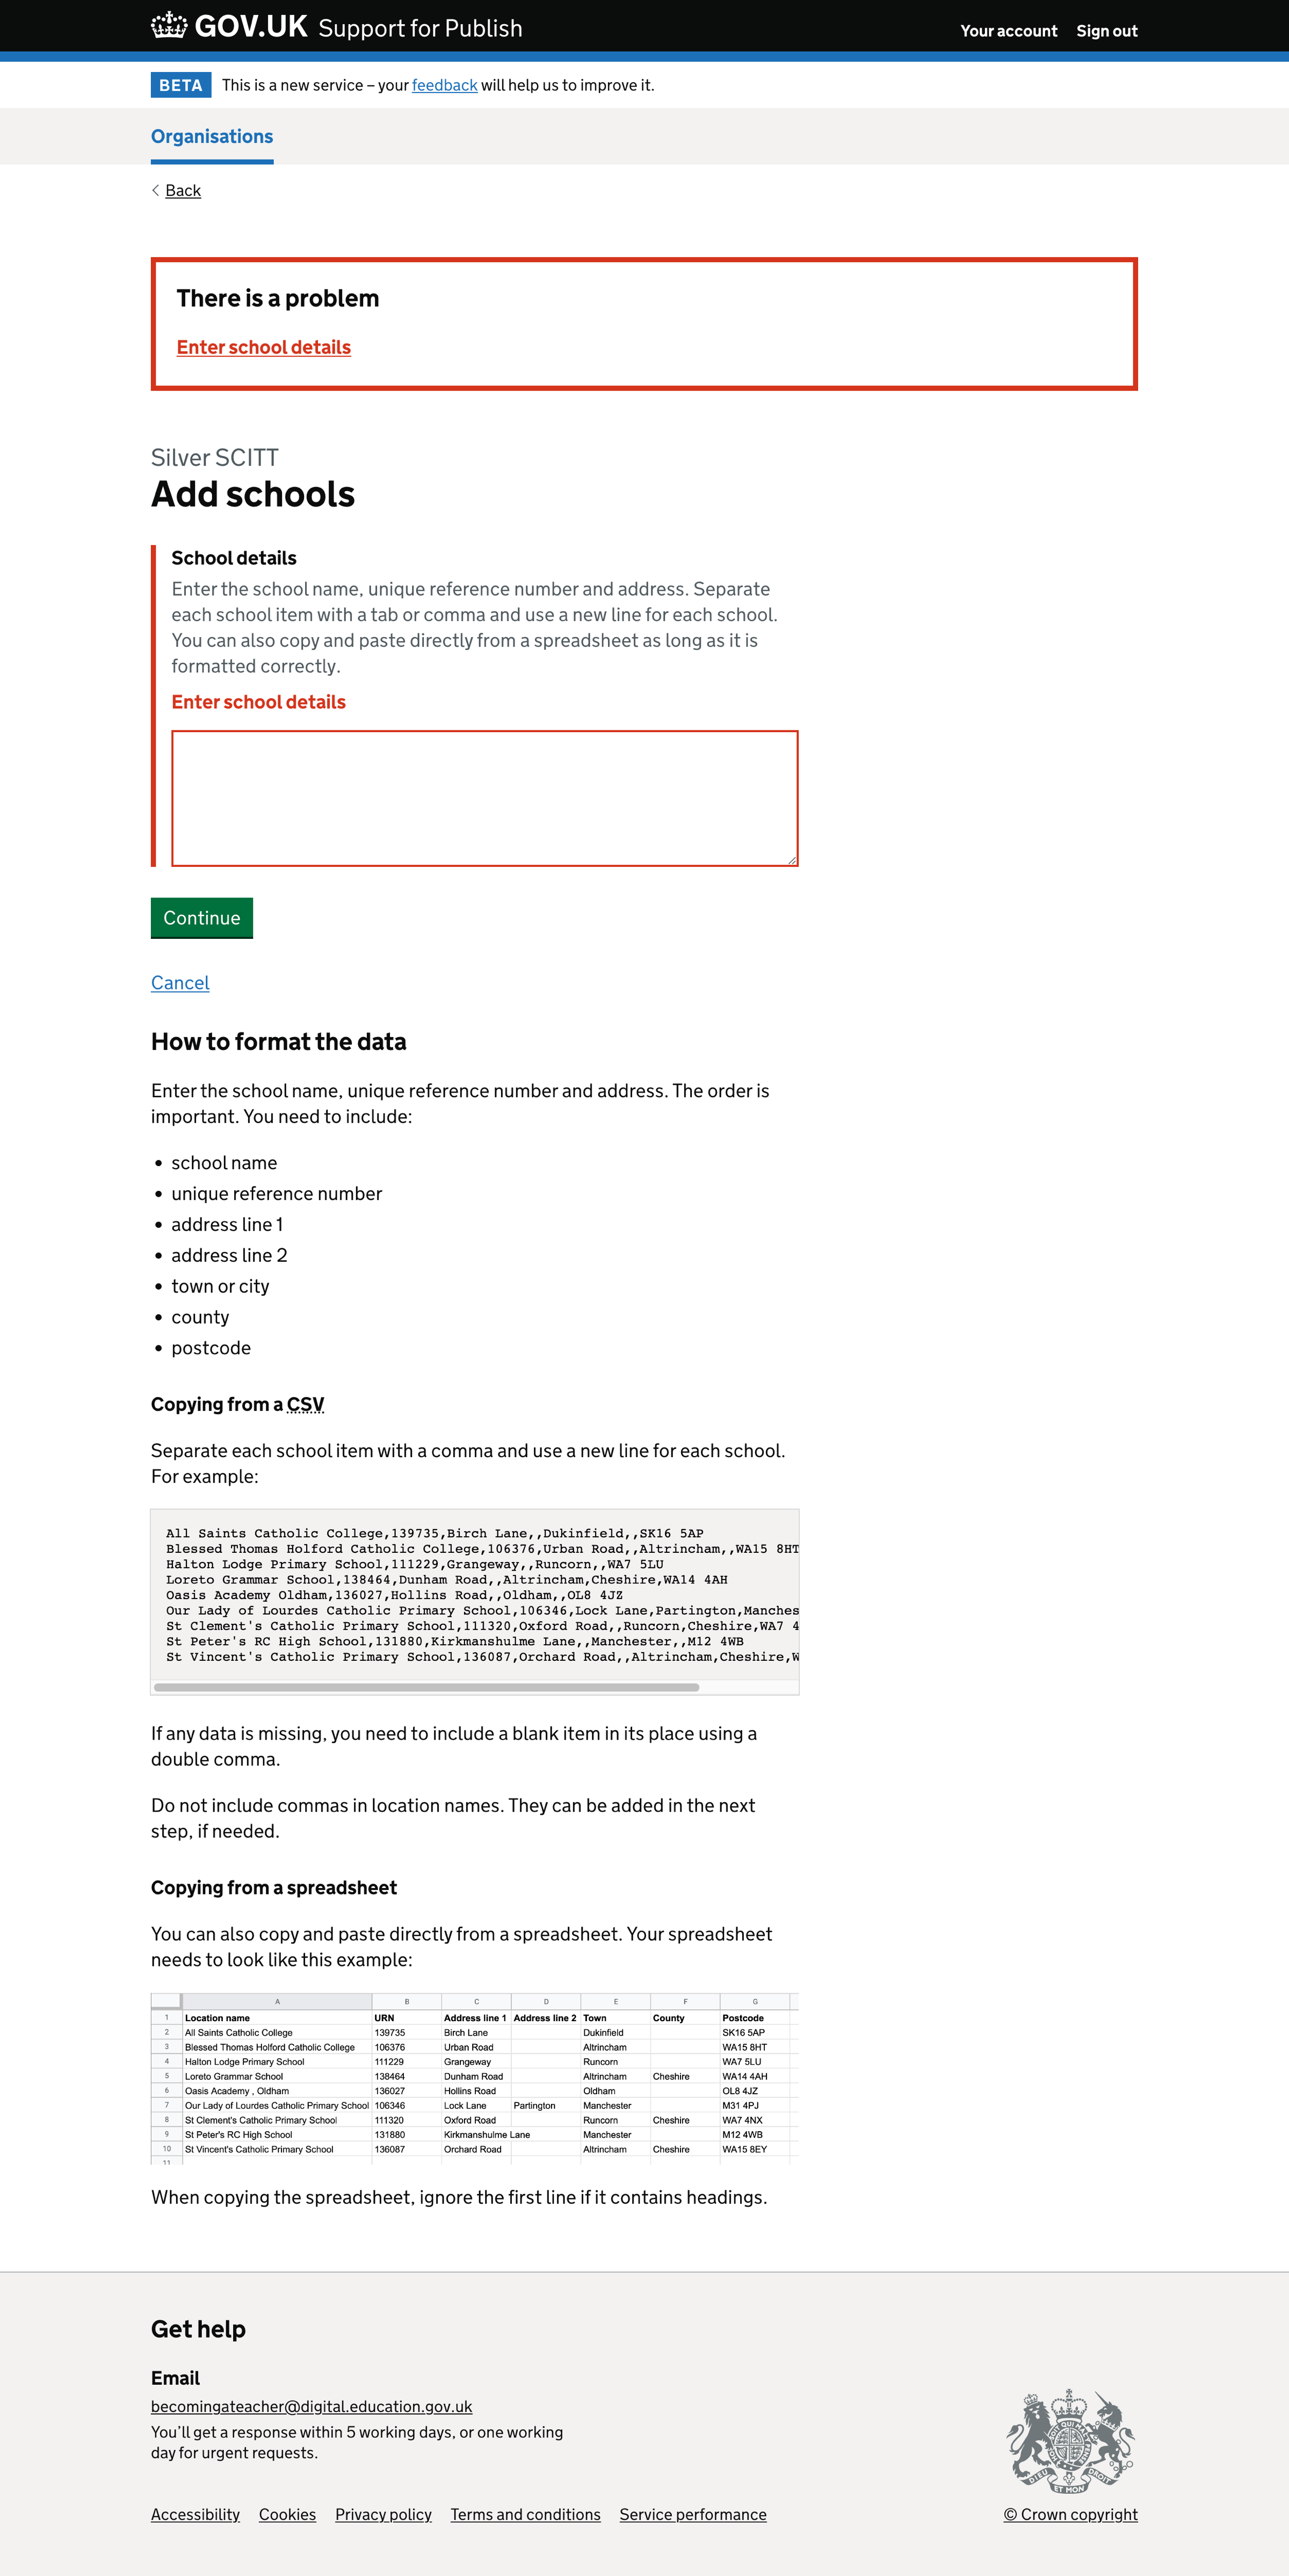 GOV.UK Support for Publish
Your account Sign out
BETA This is a new service – your feedback will help us to improve it.
Organisations
Back
There is a problem
Enter school details
Silver SCITT
Add schools
School details
Enter the school name, unique reference number and address. Separate
each school item with a tab or comma and use a new line for each school.
You can also copy and paste directly from a spreadsheet as long as it is
formatted correctly.
Enter school details
Continue
Cancel
How to format the data
Enter the school name, unique reference number and address. The order is
important. You need to include:
• school name
• unique reference number
• address line 1
• address line 2
• town or city
• county
• postcode
Copying from a CSV
Separate each school item with a comma and use a new line for each school.
For example:
All Saints Catholic College,139735,Birch Lane,,Dukinfield,,SK16 5AP
Blessed Thomas Holford Catholic College,106376,Urban Road,,Altrincham,,WA15 8HT
Halton Lodge Primary School,111229,Grangeway,,Runcorn,,WA7 5LU
Loreto Grammar School,138464,Dunham Road,,Altrincham,Cheshire,WA14 4AH
Oasis Academy Oldham,136027,Hollins Road,,Oldham,,OL8 4JZ
Our Lady of Lourdes Catholic Primary School,106346,Lock Lane,Partington,Manches
St Clement's Catholic Primary School,111320,Oxford Road,,Runcorn,Cheshire,WA7 4
St Peter's RC High School,131880,Kirkmanshulme Lane,,Manchester,,M12 4WB
St Vincent's Catholic Primary School,136087,Orchard Road,,Altrincham,Cheshire,W
If any data is missing, you need to include a blank item in its place using a
double comma.
Do not include commas in location names. They can be added in the next
step, if needed.
Copying from a spreadsheet
You can also copy and paste directly from a spreadsheet. Your spreadsheet
needs to look like this example:
A B C D E F G
1 Location name URN Address line 1 Address line 2 Town County Postcode
2 All Saints Catholic College 139735 Birch Lane Dukinfield SK16 5AP
3 Blessed Thomas Holford Catholic College 106376 Urban Road Altrincham WA15 8HT
4 Halton Lodge Primary School 111229 Grangeway Runcorn WA7 5LU
5 Loreto Grammar School 138464 Dunham Road Altrincham Cheshire WA14 4AH
6 Oasis Academy , Oldham 136027 Hollins Road Oldham OL8 4JZ
7 Our Lady of Lourdes Catholic Primary School 106346 Lock Lane Partington Manchester M31 4PJ
8 St Clement's Catholic Primary School 111320 Oxford Road Runcorn Cheshire WA7 4NX
9 St Peter's RC High School 131880 Kirkmanshulme Lane Manchester M12 4WB
10 St Vincent's Catholic Primary School 136087 Orchard Road Altrincham Cheshire WA15 8EY
11
When copying the spreadsheet, ignore the first line if it contains headings.
Get help
Email
becomingateacher@digital.education.gov.uk
You'll get a response within 5 working days, or one working
day for urgent requests.
DIEU ET MON DROIT
Accessibility Cookies Privacy policy Terms and conditions Service performance
© Crown copyright